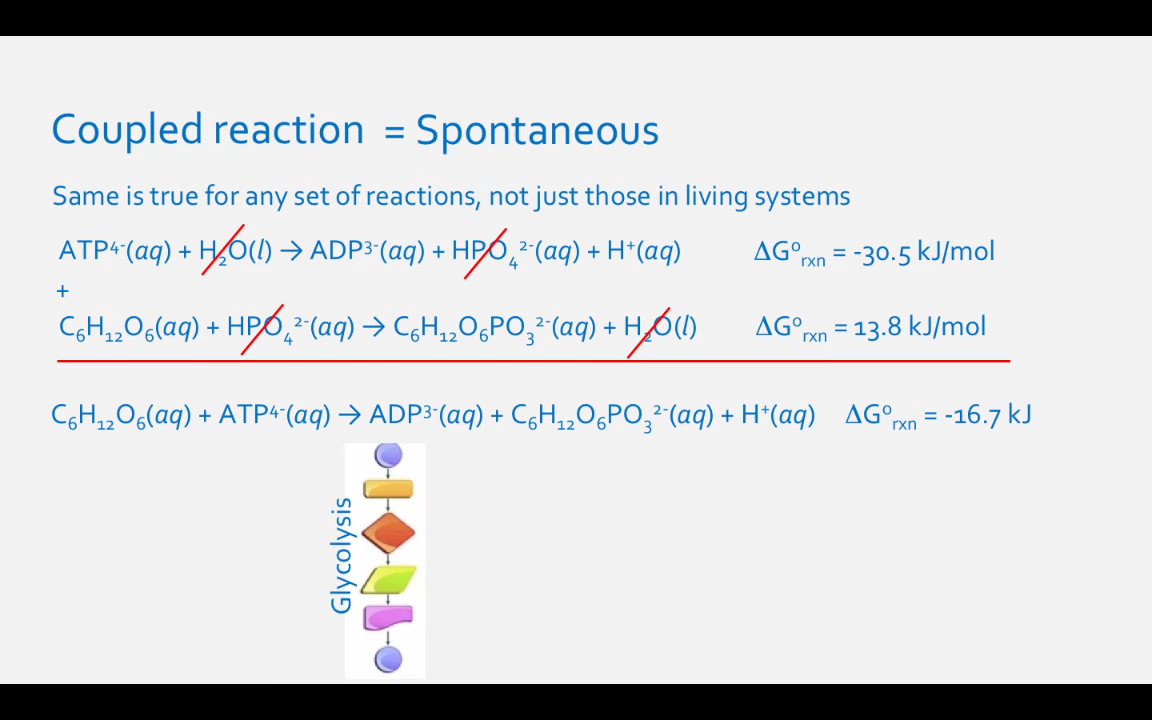 Coupled reaction = Spontaneous
Same is true for any set of reactions, not just those in living systems
ATP⁴⁻(aq) + H₂O(l) → ADP³⁻(aq) + HPO₄²⁻(aq) + H⁺(aq) ΔG°rxn = -30.5 kJ/mol
+
C₆H₁₂O₆(aq) + HPO₄²⁻(aq) → C₆H₁₂O₆PO₃²⁻(aq) + H₂O(l) ΔG°rxn = 13.8 kJ/mol
C₆H₁₂O₆(aq) + ATP⁴⁻(aq) → ADP³⁻(aq) + C₆H₁₂O₆PO₃²⁻(aq) + H⁺(aq) ΔG°rxn = -16.7 kJ
Glycolysis